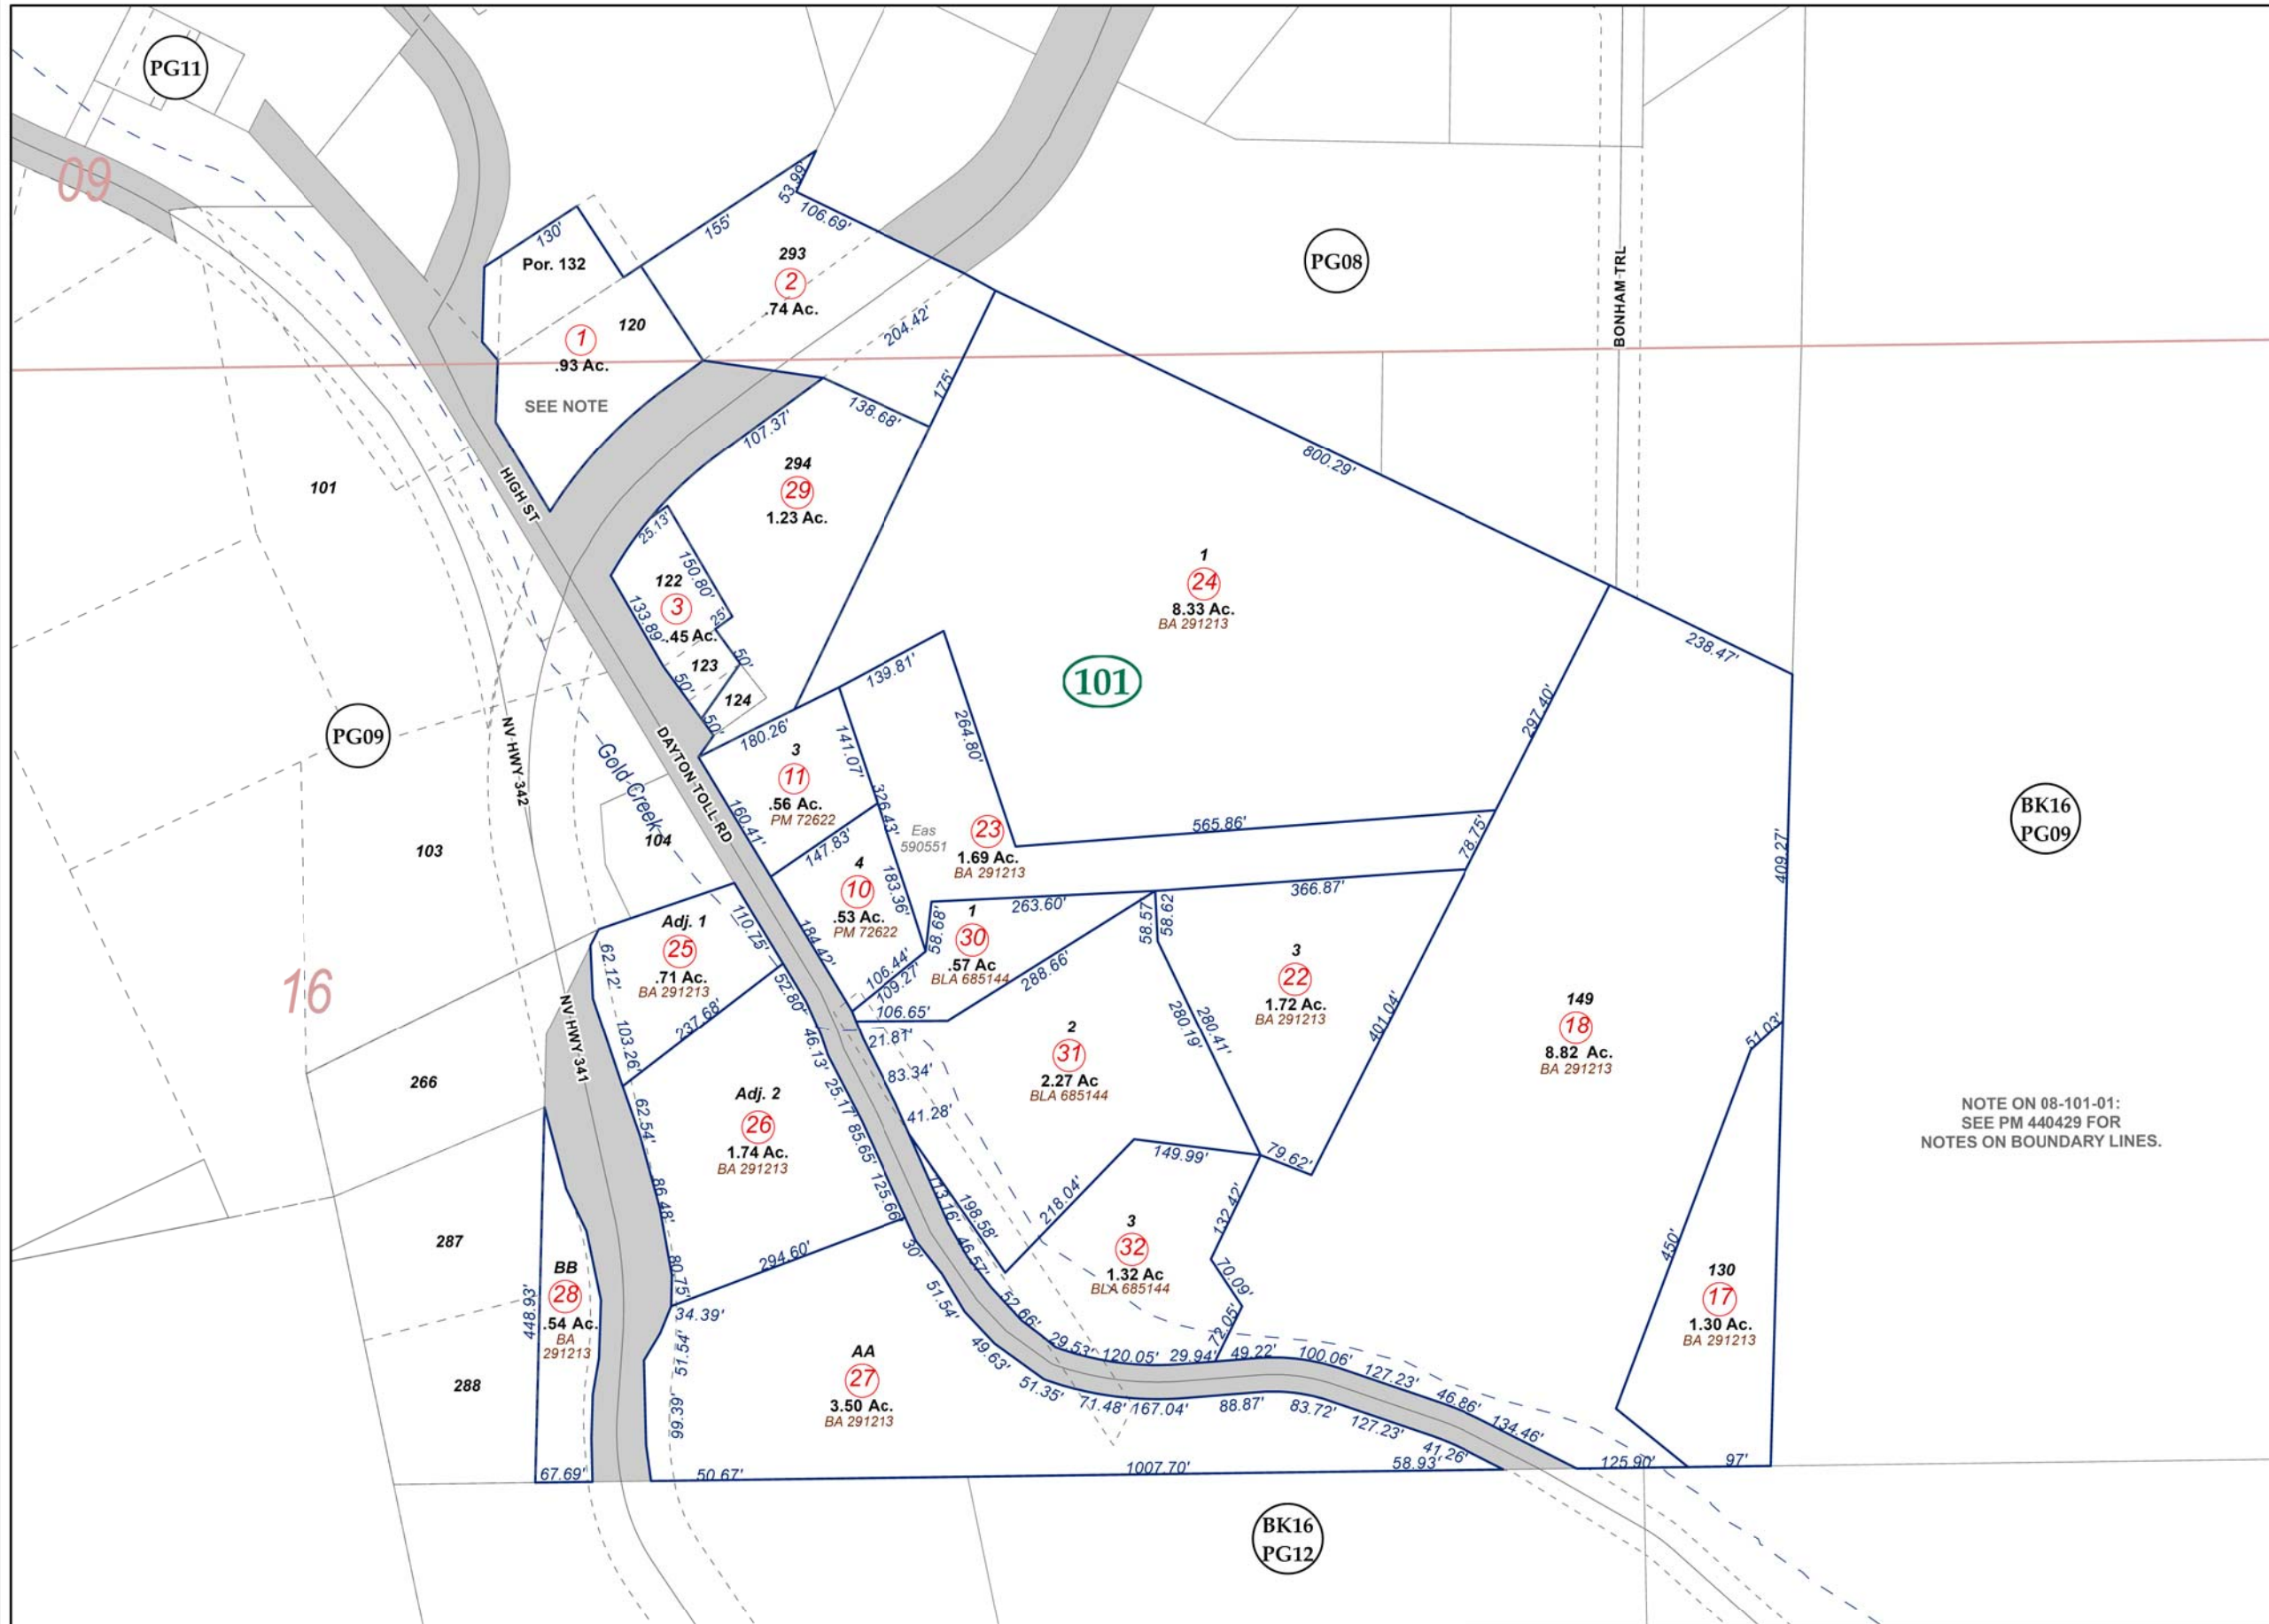 PG11
09
53.99'
106.69'
130'
155'
Por. 132
293
2
.74 Ac.
PG08
BONHAM TRL
120
1
.93 Ac.
SEE NOTE
204.42'
175'
138.68'
107.37'
800.29'
HIGH ST
101
294
29
1.23 Ac.
25.13'
150.80'
122
3
.45 Ac.
133.89'
25'
123
50'
50'
124
50'
1
24
8.33 Ac.
BA 291213
101
238.47'
297.40'
139.81'
180.26'
264.80'
141.07'
326.43'
PG09
NV HWY 342
Gold Creek
DAYTON TOLL RD
3
11
.56 Ac.
PM 72622
160.41'
147.83'
Eas
590551
23
1.69 Ac.
BA 291213
565.86'
78.75'
409.27'
BK16
PG09
103
104
4
10
.53 Ac.
PM 72622
183.36'
184.42'
366.87'
263.60'
58.68'
1
30
.57 Ac
BLA 685144
58.57'
58.62'
288.66'
106.44'
109.27'
106.65'
Adj. 1
25
.71 Ac.
BA 291213
110.75'
62.12'
103.26'
237.68'
52.80'
16
NV HWY 341
3
22
1.72 Ac.
BA 291213
280.19'
280.41'
401.04'
149
18
8.82 Ac.
BA 291213
51.03'
21.87'
46.13'
83.34'
25.17'
41.28'
2
31
2.27 Ac
BLA 685144
266
Adj. 2
26
1.74 Ac.
BA 291213
62.54'
85.65'
86.48'
125.66'
113.16'
198.58'
218.04'
149.99'
79.62'
132.42'
NOTE ON 08-101-01:
SEE PM 440429 FOR
NOTES ON BOUNDARY LINES.
287
BB
28
.54 Ac.
BA
291213
448.93'
80.75'
294.60'
30'
46.57'
3
32
1.32 Ac
BLA 685144
70.09'
72.05'
450'
130
17
1.30 Ac.
BA 291213
34.39'
51.54'
51.54'
52.66'
29.53'
120.05'
29.94'
49.22'
100.06'
127.23'
46.86'
134.46'
288
99.39'
AA
27
3.50 Ac.
BA 291213
49.63'
51.35'
71.48'
167.04'
88.87'
83.72'
127.23'
41.26'
58.93'
67.69'
50.67'
1007.70'
125.90'
97'
BK16
PG12